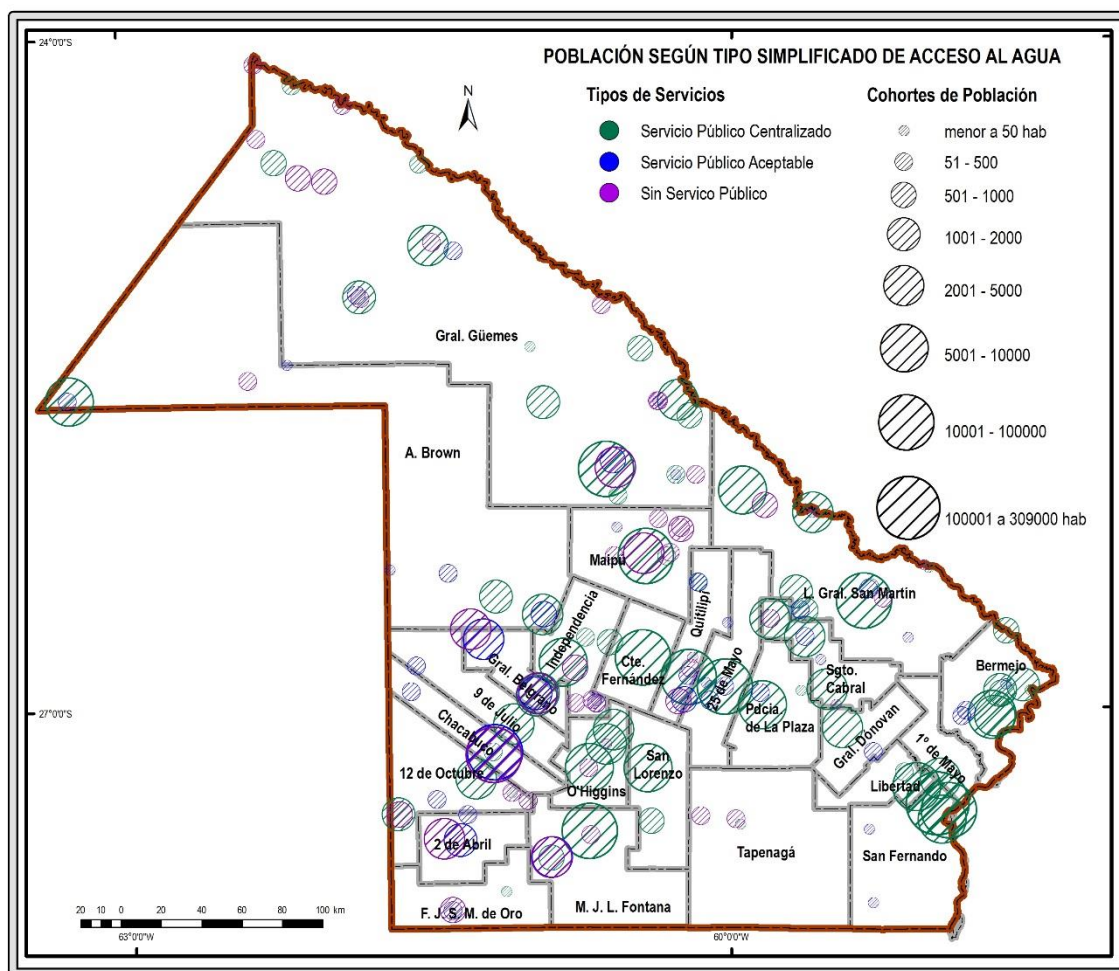 24°0'0"S
POBLACIÓN SEGÚN TIPO SIMPLIFICADO DE ACCESO AL AGUA
N
Tipos de Servicios
Servicio Público Centralizado
Servicio Público Aceptable
Sin Servico Público
Cohortes de Población
menor a 50 hab
51 - 500
501 - 1000
1001 - 2000
2001 - 5000
5001 - 10000
10001 - 100000
100001 a 309000 hab
Gral. Güemes
A. Brown
Maipú
Quitilipi
L. Gral. San Martín
Independencia
Cte.
Fernández
25 de Mayo
Sgto.
Cabral
Bermejo
Gral. Belgrano
9 de Julio
Pdcia
de La Plaza
Gral. Dónovan
1º de Mayo
Chacabuco
12 de Octubre
O'Higgins
San
Lorenzo
Libertad
2 de Abril
Tapenagá
San Fernando
F. J. S. M. de Oro
M. J. L. Fontana
27°0'0"S
20 10 0 20 40 60 80 100 km
63°0'0"W
60°0'0"W